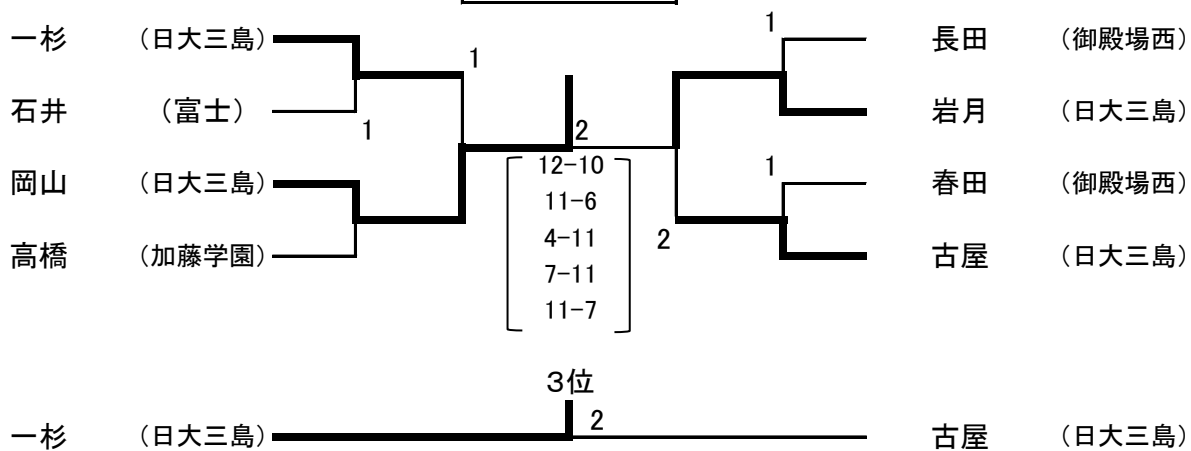 1
一杉 （日大三島） 長田 （御殿場西）
1
石井 （富士） 岩月 （日大三島）
1 2
12-10 1
岡山 （日大三島） 春田 （御殿場西）
11-6
4-11 2
高橋 （加藤学園） 古屋 （日大三島）
7-11
11-7
3位
2
一杉 （日大三島） 古屋 （日大三島）